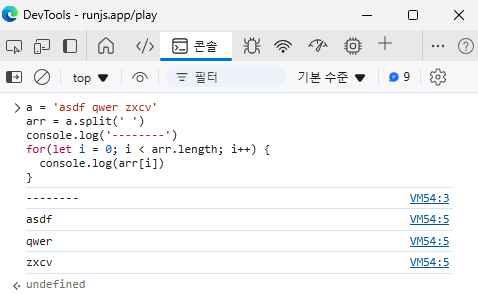 DevTools - runjs.app/play
콘솔
top
필터
기본 수준
9
a = 'asdf qwer zxcv'
arr = a.split(' ')
console.log('--------')
for(let i = 0; i < arr.length; i++) {
  console.log(arr[i])
}
-------- VM54:3
asdf VM54:5
qwer VM54:5
zxcv VM54:5
undefined